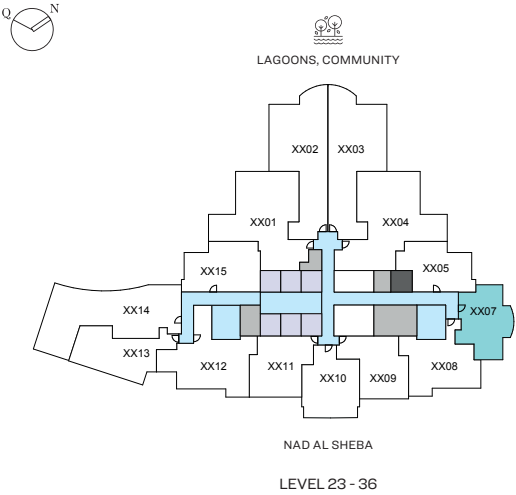 Q N
LAGOONS, COMMUNITY
XX02 XX03
XX01 XX04
XX15 XX05
XX14 XX07
XX13 XX12 XX11 XX10 XX09 XX08
NAD AL SHEBA
LEVEL 23 - 36